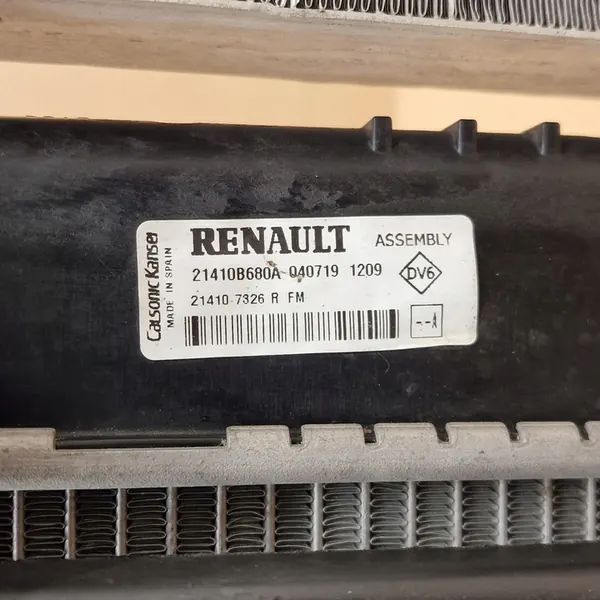 Calsonic Kansei
MADE IN SPAIN
RENAULT ASSEMBLY
21410B680A 040719 1209
DV6
21410 7326 R FM
--A